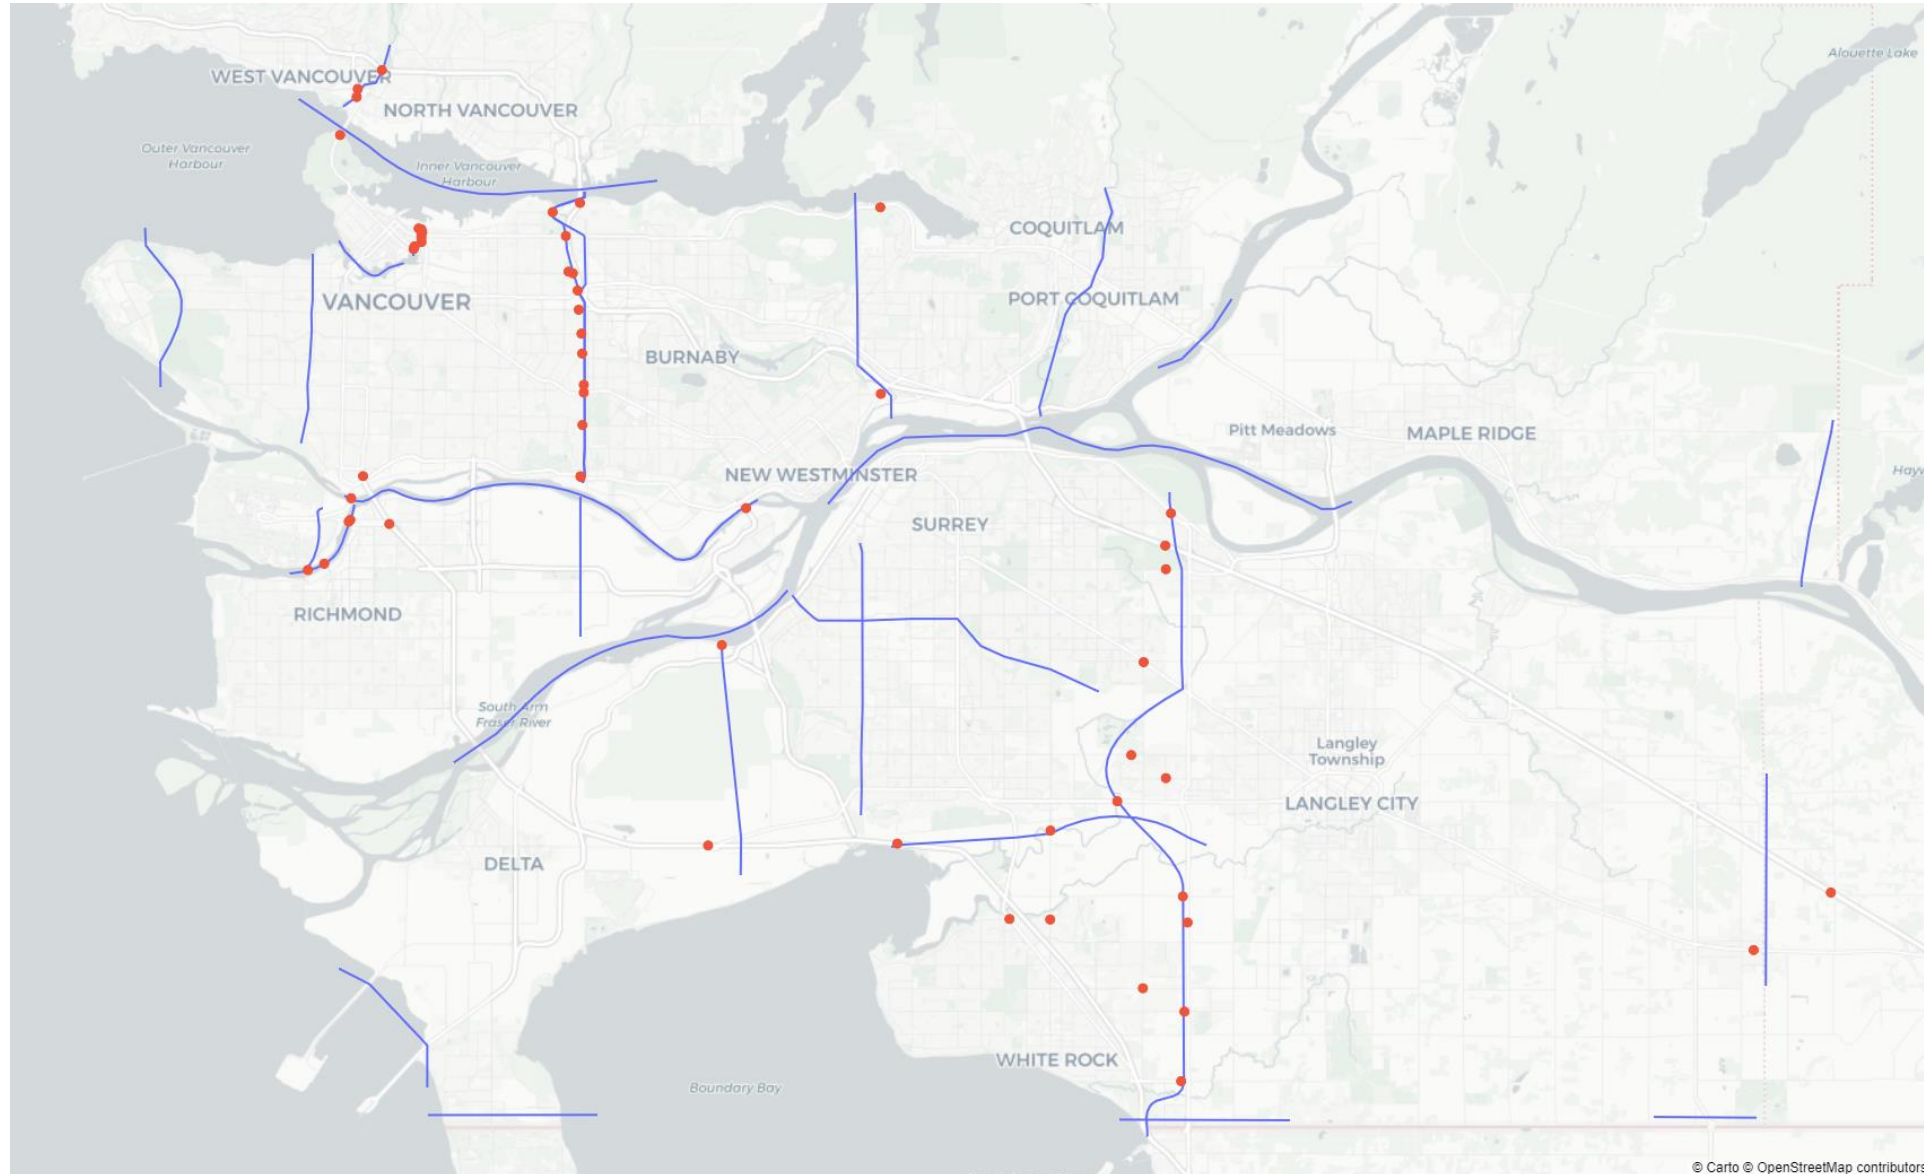 Alouette Lake
WEST VANCOUVER
NORTH VANCOUVER
Outer Vancouver
Harbour
Inner Vancouver
Harbour
COQUITLAM
VANCOUVER
PORT COQUITLAM
BURNABY
Pitt Meadows
MAPLE RIDGE
Hayw
NEW WESTMINSTER
SURREY
RICHMOND
South Arm
Fraser River
Langley
Township
LANGLEY CITY
DELTA
WHITE ROCK
Boundary Bay
© Carto © OpenStreetMap contributors